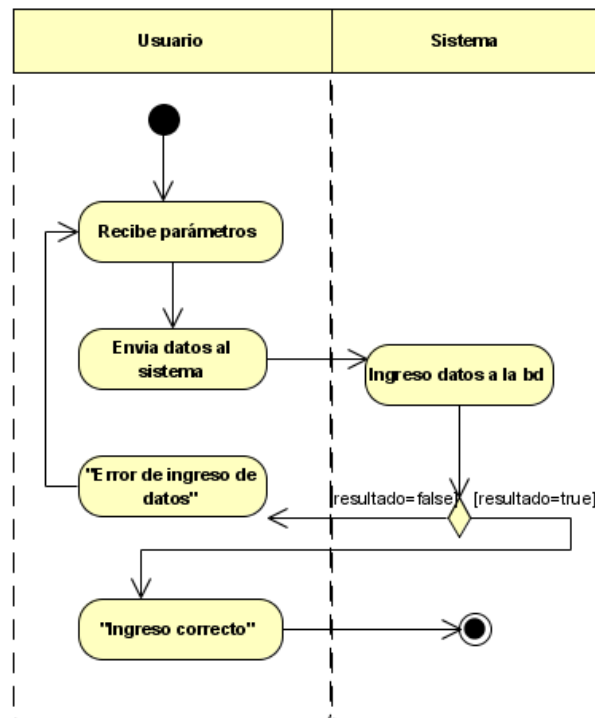 Usuario
Sistema
Recibe parámetros
Envia datos al
sistema
Ingreso datos a la bd
"Error de ingreso de
datos"
[resultado=false]
[resultado=true]
"Ingreso correcto"